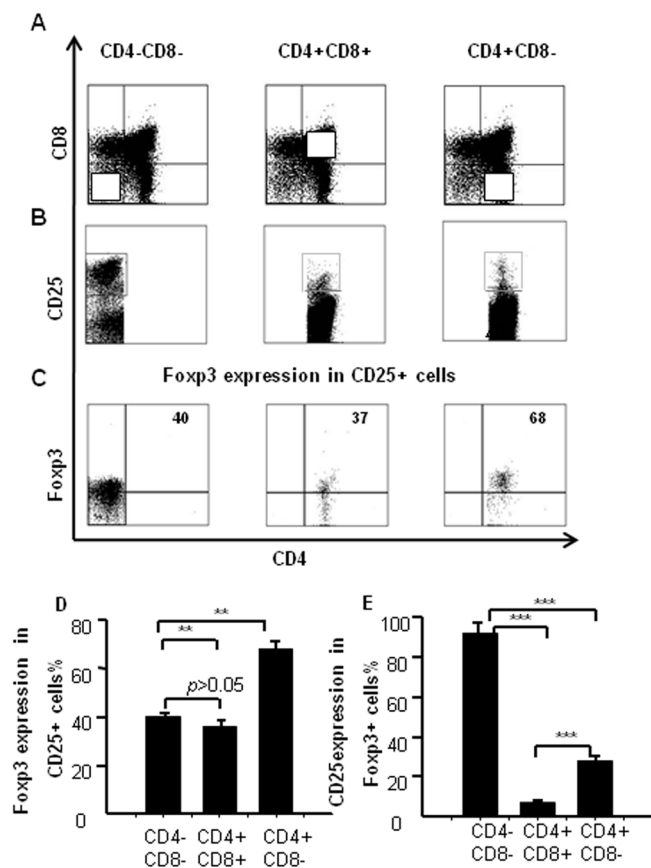 A
CD4-CD8- CD4+CD8+ CD4+CD8-
CD8
B
CD25
C
Foxp3 expression in CD25+ cells
40 37 68
Foxp3
CD4
D
Foxp3 expression in
CD25+ cells%
80
60
40
20
0
**
**
p>0.05
CD4- CD4+ CD4+
CD8- CD8+ CD8-
E
CD25expression in
Foxp3+ cells%
100
80
60
40
20
0
***
***
***
CD4- CD4+ CD4+
CD8- CD8+ CD8-